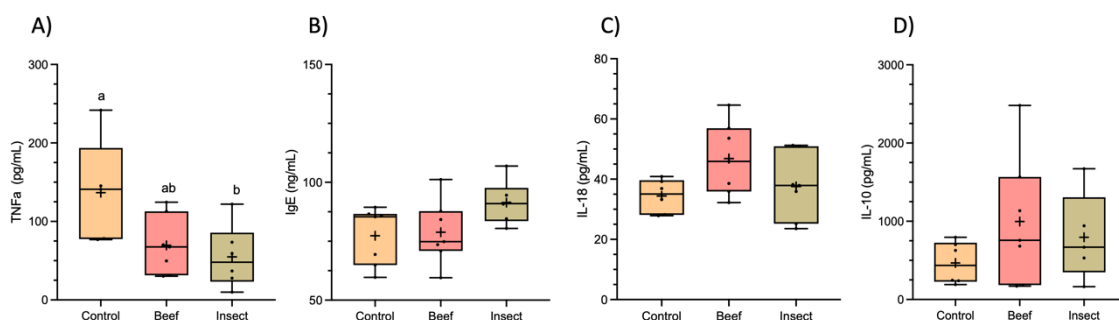 A)
TNFa (pg/mL)
300
200
100
0
a
ab
b
Control Beef Insect
B)
IgE (ng/mL)
150
100
50
Control Beef Insect
C)
IL-18 (pg/mL)
80
60
40
20
0
Control Beef Insect
D)
IL-10 (pg/mL)
3000
2000
1000
0
Control Beef Insect